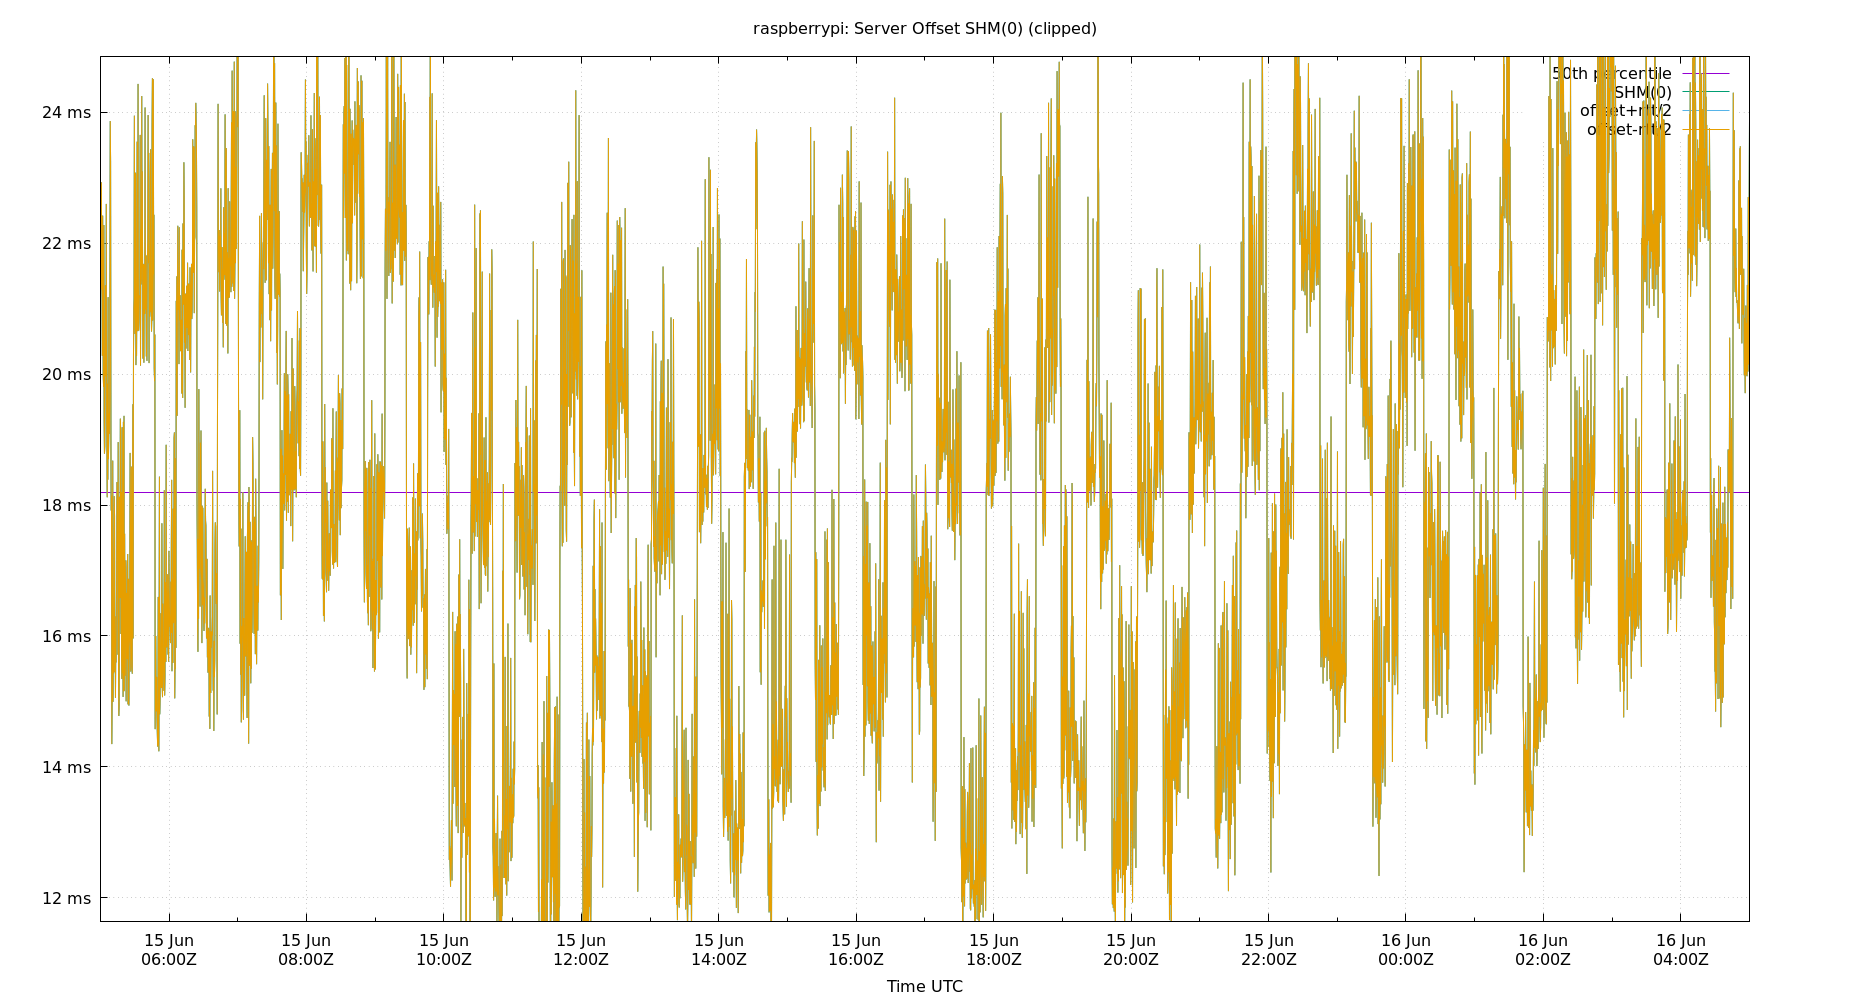 raspberrypi: Server Offset SHM(0) (clipped)
50th percentile
SHM(0)
offset+rtt/2
offset-rtt/2
24 ms
22 ms
20 ms
18 ms
16 ms
14 ms
12 ms
15 Jun 15 Jun 15 Jun 15 Jun 15 Jun 15 Jun 15 Jun 15 Jun 15 Jun 16 Jun 16 Jun 16 Jun
06:00Z 08:00Z 10:00Z 12:00Z 14:00Z 16:00Z 18:00Z 20:00Z 22:00Z 00:00Z 02:00Z 04:00Z
Time UTC